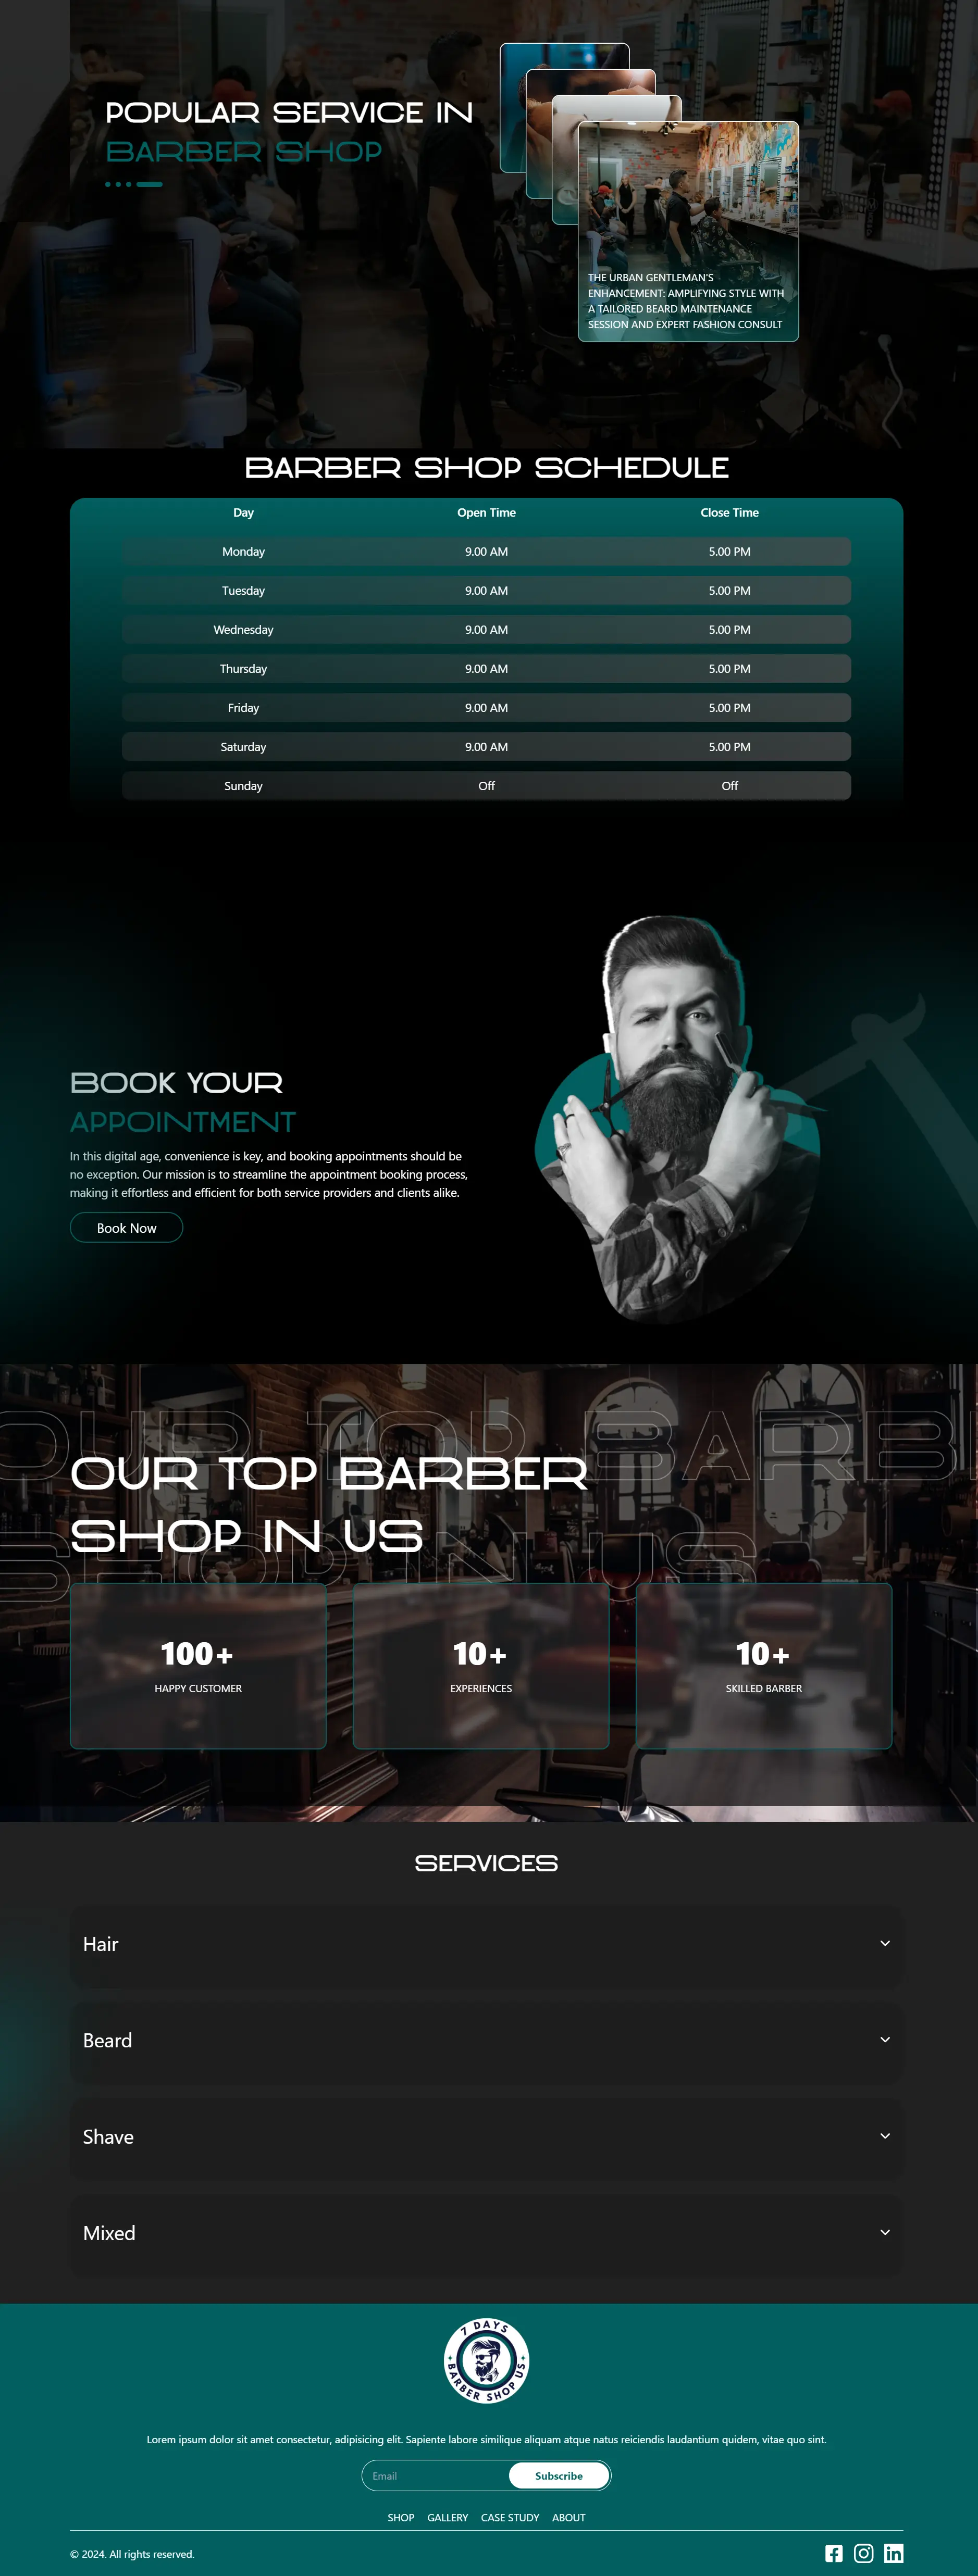 POPULAR SERVICE IN
BARBER SHOP
THE URBAN GENTLEMAN'S
ENHANCEMENT: AMPLIFYING STYLE WITH
A TAILORED BEARD MAINTENANCE
SESSION AND EXPERT FASHION CONSULT
BARBER SHOP SCHEDULE
Day Open Time Close Time
Monday 9.00 AM 5.00 PM
Tuesday 9.00 AM 5.00 PM
Wednesday 9.00 AM 5.00 PM
Thursday 9.00 AM 5.00 PM
Friday 9.00 AM 5.00 PM
Saturday 9.00 AM 5.00 PM
Sunday Off Off
BOOK YOUR
APPOINTMENT
In this digital age, convenience is key, and booking appointments should be
no exception. Our mission is to streamline the appointment booking process,
making it effortless and efficient for both service providers and clients alike.
Book Now
OUR TOP BARBE
SHOP IN US
OUR TOP BARBER
SHOP IN US
100+ 10+ 10+
HAPPY CUSTOMER EXPERIENCES SKILLED BARBER
SERVICES
Hair
Beard
Shave
Mixed
7 DAYS
BARBER SHOP US
Lorem ipsum dolor sit amet consectetur, adipisicing elit. Sapiente labore similique aliquam atque natus reiciendis laudantium quidem, vitae quo sint.
Email Subscribe
SHOP GALLERY CASE STUDY ABOUT
© 2024. All rights reserved.